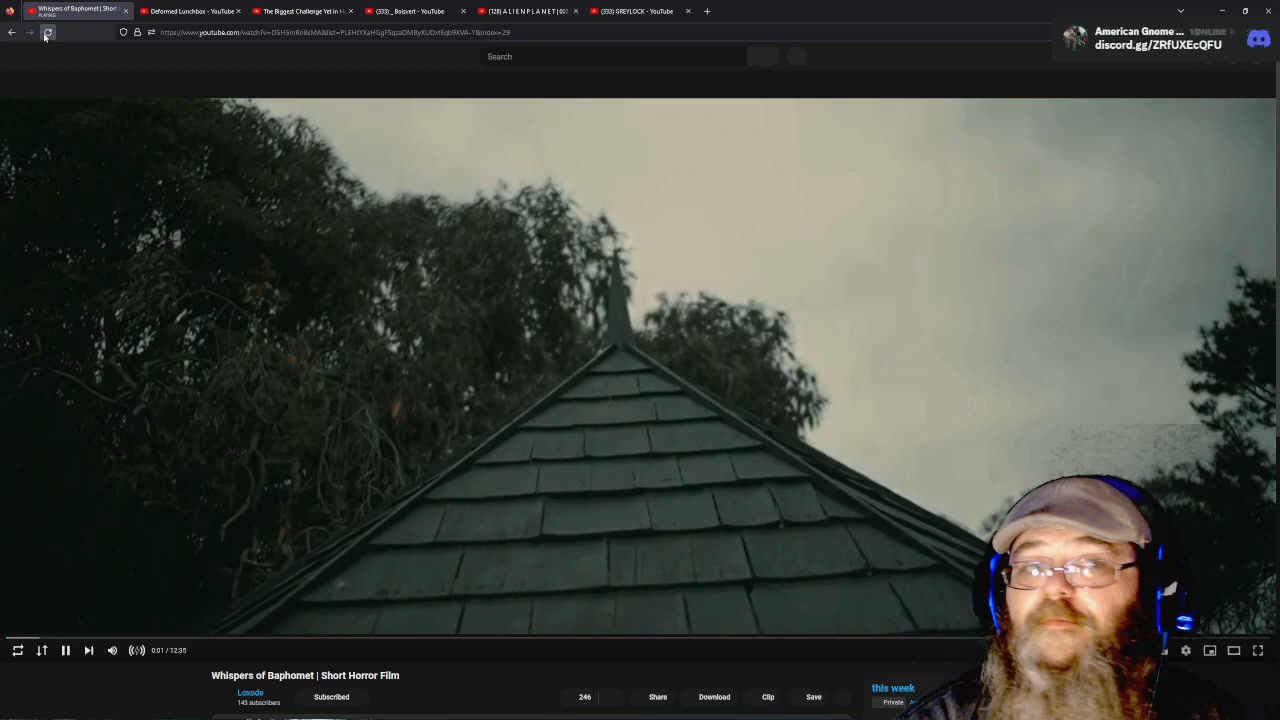 Whispers of Baphomet | Short
PLAYING
Deformed Lunchbox - YouTube
The Biggest Challenge Yet in H
(333) _ Boisvert - YouTube
(128) A L I E N P L A N E T | 003
(333) GREYLOCK - YouTube
Search
American Gnome ...
discord.gg/ZRfUXEcQFU
0:01 / 12:35
Whispers of Baphomet | Short Horror Film
Loxode
143 subscribers
Subscribed
246
Share
Download
Clip
Save
this week
Private